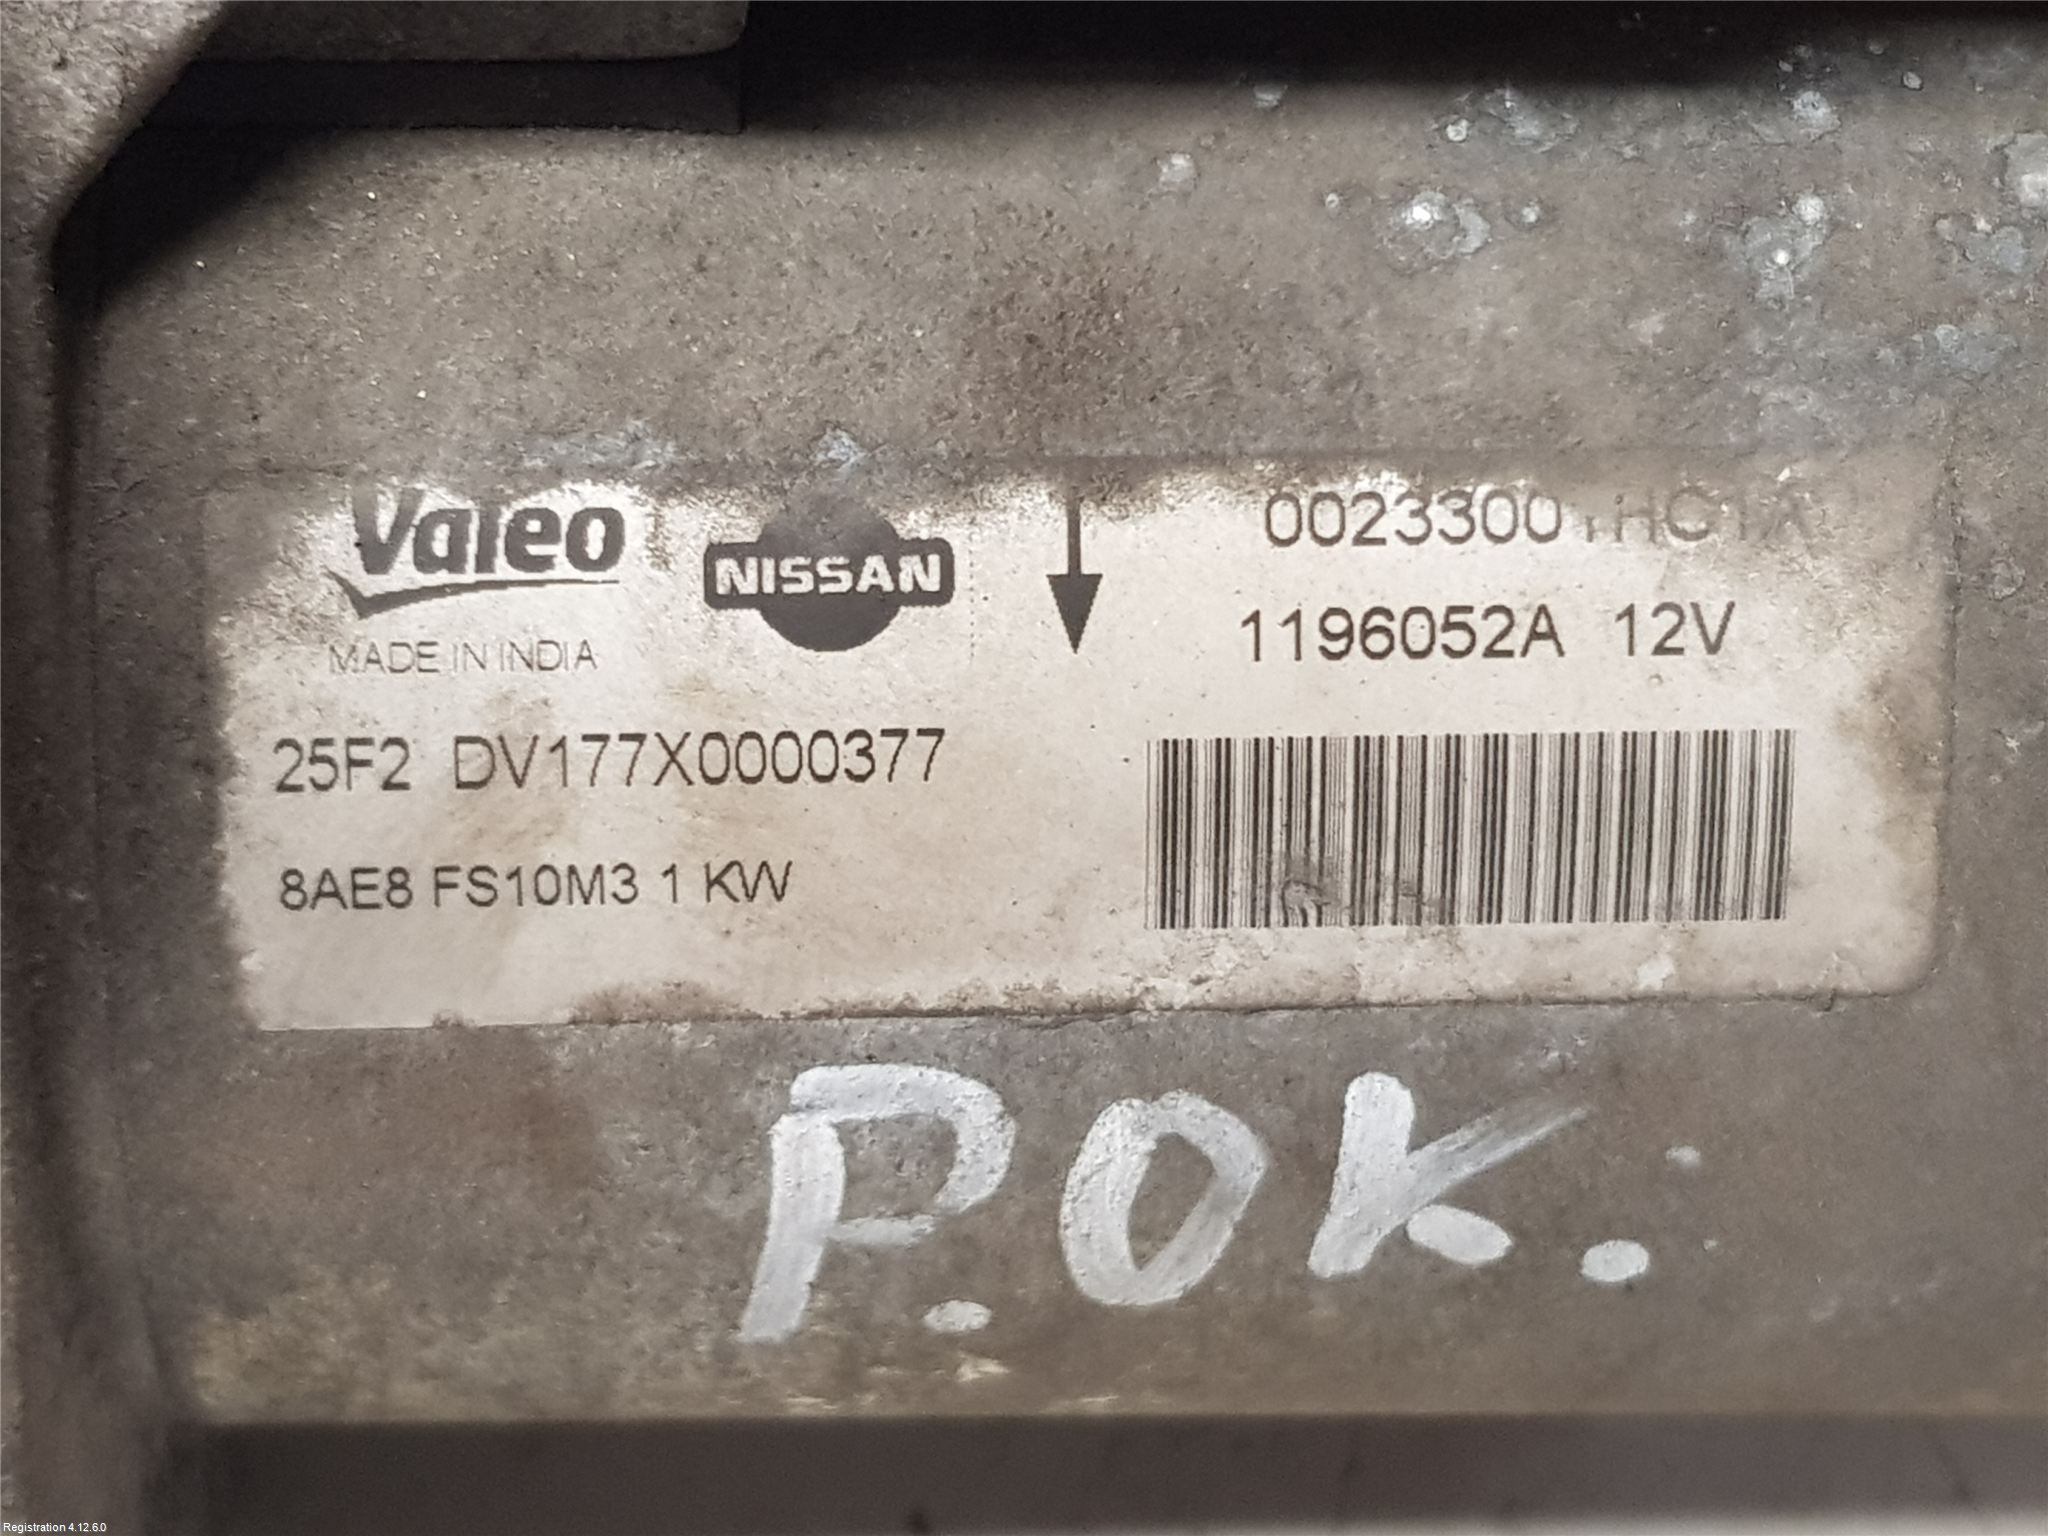 Valeo
NISSAN
MADE IN INDIA
0023300
1196052A 12V
25F2 DV177X0000377
8AE8 FS10M3 1 KW
P.OK.
Registration 4.12.6.0